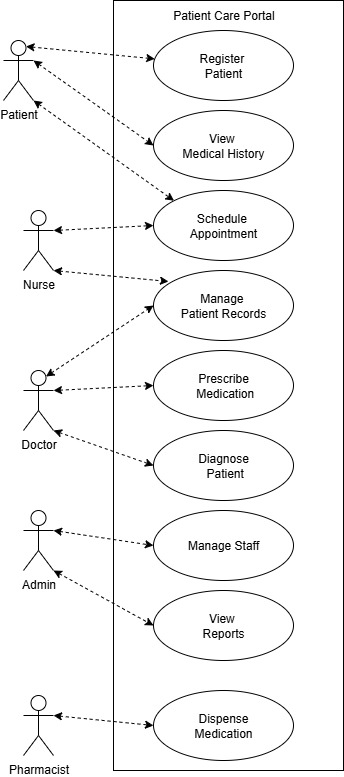 Patient Care Portal
Register
Patient
Patient
View
Medical History
Schedule
Appointment
Nurse
Manage
Patient Records
Prescribe
Medication
Doctor
Diagnose
Patient
Manage Staff
Admin
View
Reports
Dispense
Medication
Pharmacist